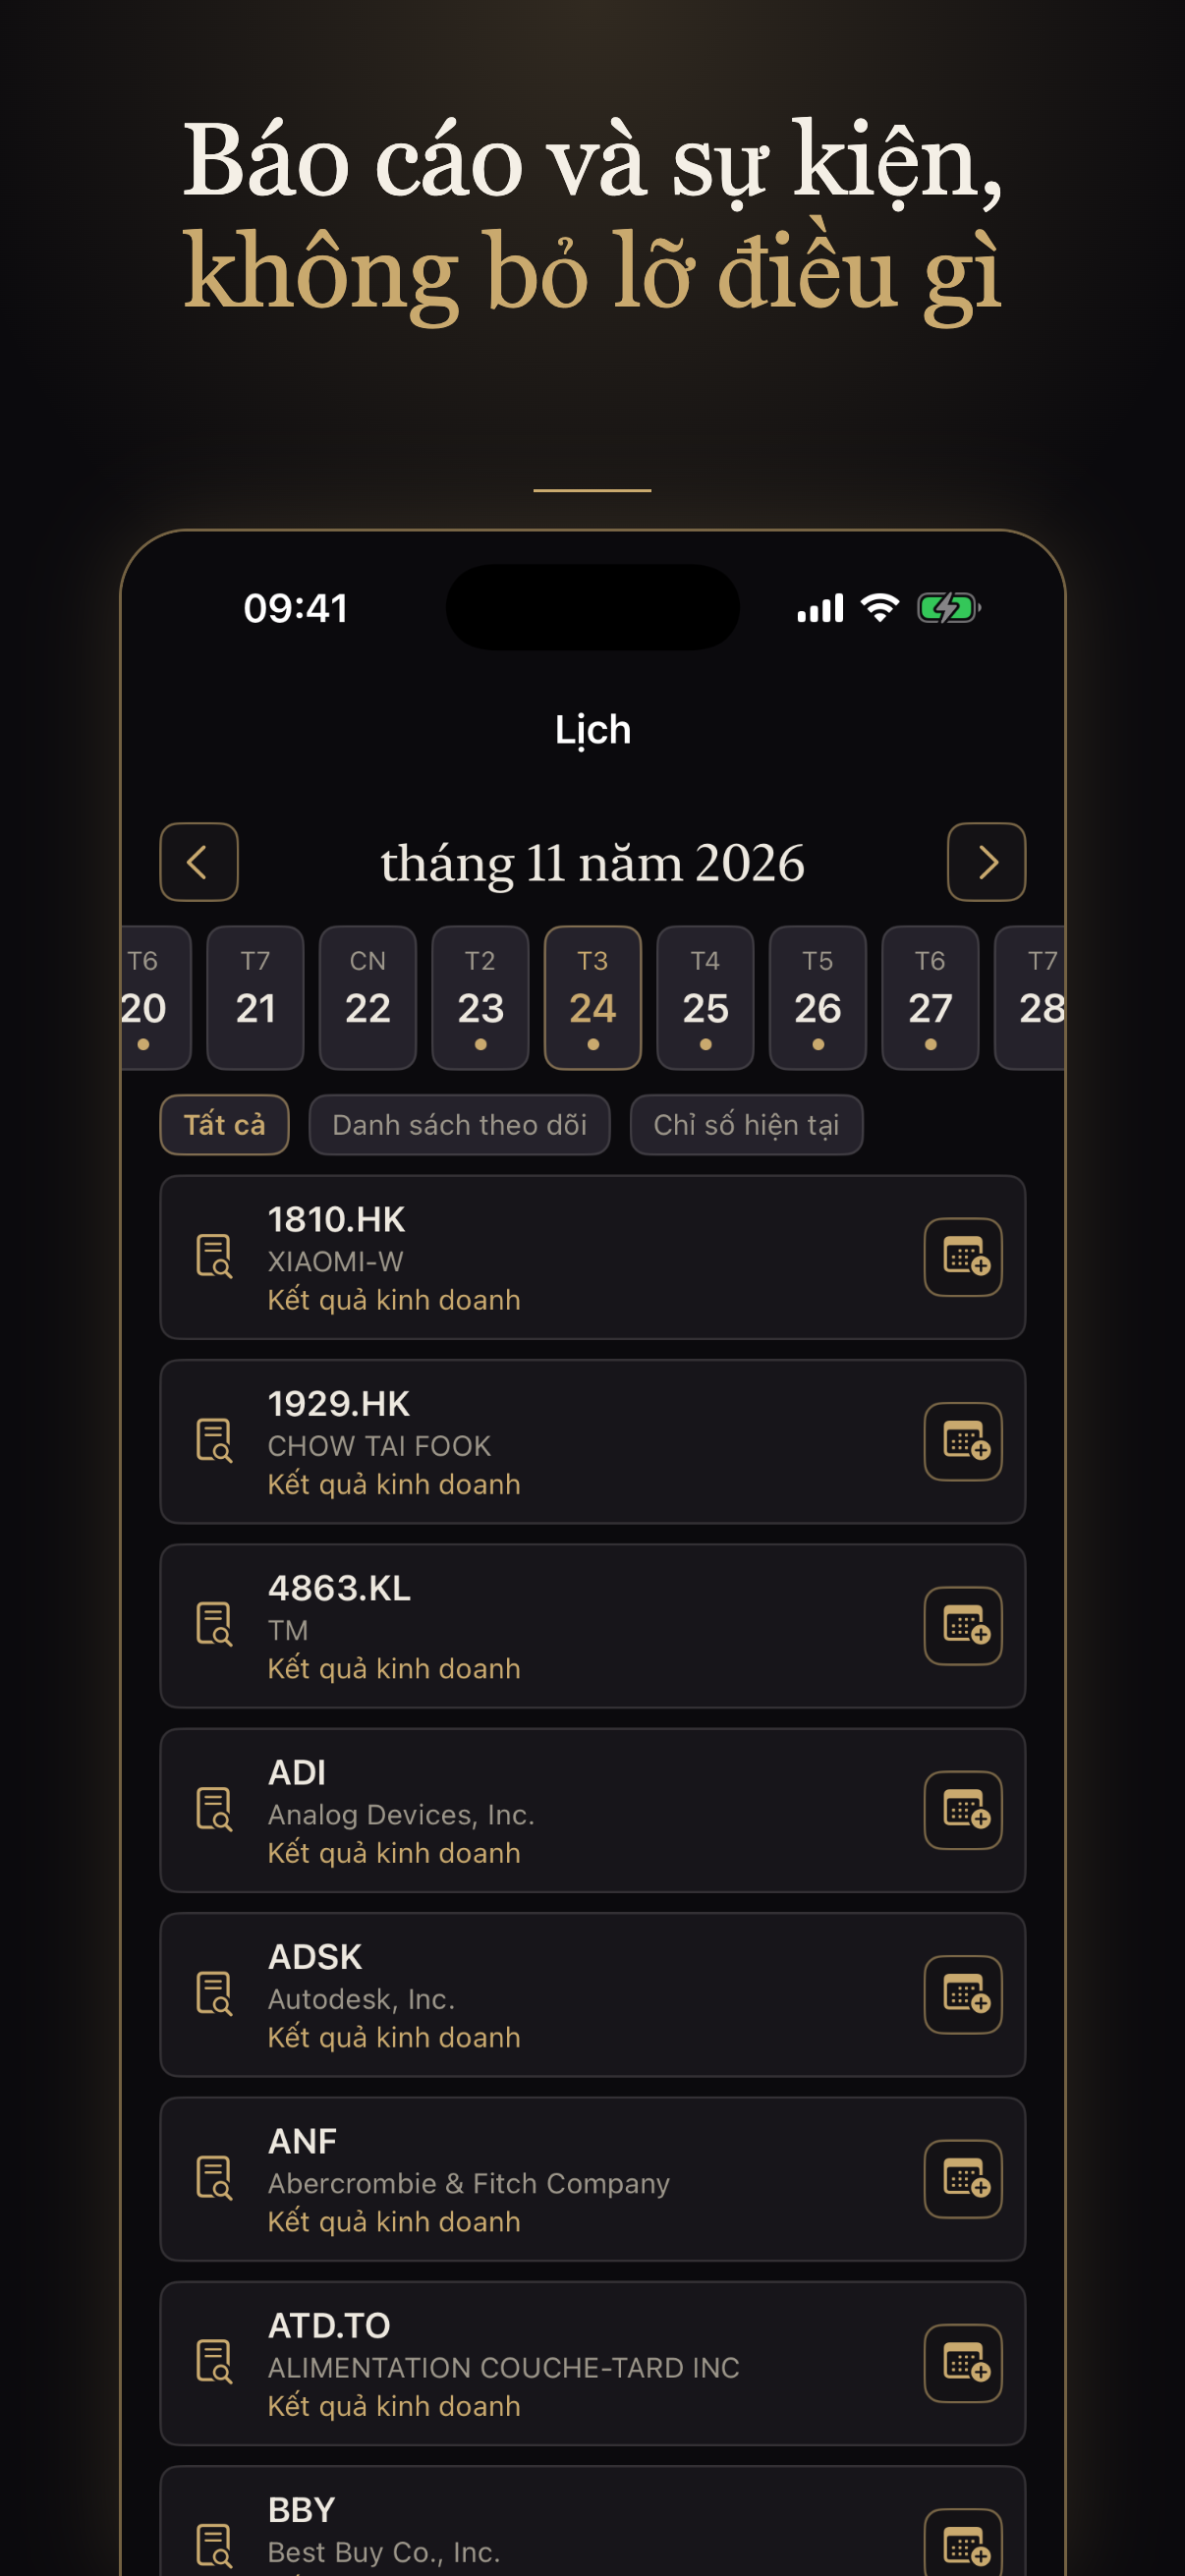 Báo cáo và sự kiện,
không bỏ lỡ điều gì
09:41
Lịch
tháng 11 năm 2026
T6 T7 CN T2 T3 T4 T5 T6 T7
20 21 22 23 24 25 26 27 28
Tất cả Danh sách theo dõi Chỉ số hiện tại
1810.HK
XIAOMI-W
Kết quả kinh doanh
1929.HK
CHOW TAI FOOK
Kết quả kinh doanh
4863.KL
TM
Kết quả kinh doanh
ADI
Analog Devices, Inc.
Kết quả kinh doanh
ADSK
Autodesk, Inc.
Kết quả kinh doanh
ANF
Abercrombie & Fitch Company
Kết quả kinh doanh
ATD.TO
ALIMENTATION COUCHE-TARD INC
Kết quả kinh doanh
BBY
Best Buy Co., Inc.